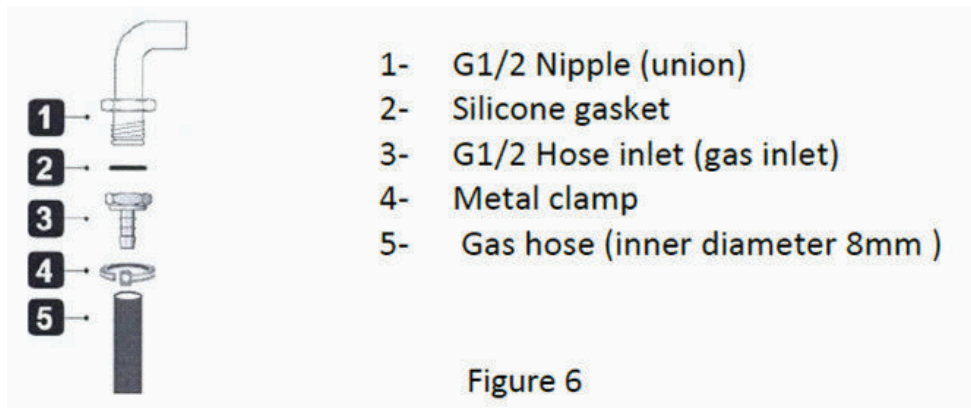 1
2
3
4
5
1- G1/2 Nipple (union)
2- Silicone gasket
3- G1/2 Hose inlet (gas inlet)
4- Metal clamp
5- Gas hose (inner diameter 8mm )
Figure 6